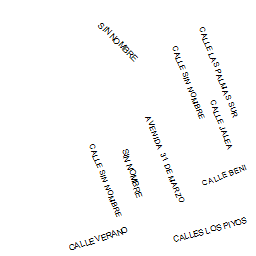 SIN NOMBRE
CALLE LAS PALMAS SUR
CALLE SIN NOMBRE
CALLE JALEA
AVENIDA 31 DE MARZO
CALLE SIN NOMBRE
SIN NOMBRE
CALLE BENI
CALLE VERANO
CALLES LOS PIYOS